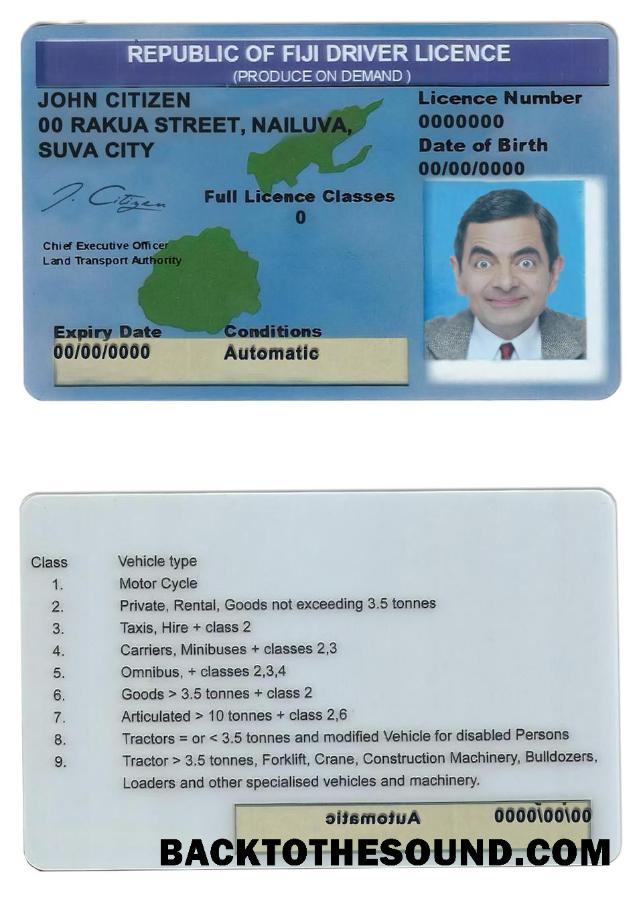 REPUBLIC OF FIJI DRIVER LICENCE
(PRODUCE ON DEMAND )
JOHN CITIZEN
00 RAKUA STREET, NAILUVA,
SUVA CITY
Licence Number
0000000
Date of Birth
00/00/0000
J. Citizen
Full Licence Classes
0
Chief Executive Officer
Land Transport Authority
Expiry Date Conditions
00/00/0000 Automatic
Class Vehicle type
1. Motor Cycle
2. Private, Rental, Goods not exceeding 3.5 tonnes
3. Taxis, Hire + class 2
4. Carriers, Minibuses + classes 2,3
5. Omnibus, + classes 2,3,4
6. Goods > 3.5 tonnes + class 2
7. Articulated > 10 tonnes + class 2,6
8. Tractors = or < 3.5 tonnes and modified Vehicle for disabled Persons
9. Tractor > 3.5 tonnes, Forklift, Crane, Construction Machinery, Bulldozers,
Loaders and other specialised vehicles and machinery.
Automatic 00/00/0000
BACKTOTHESOUND.COM